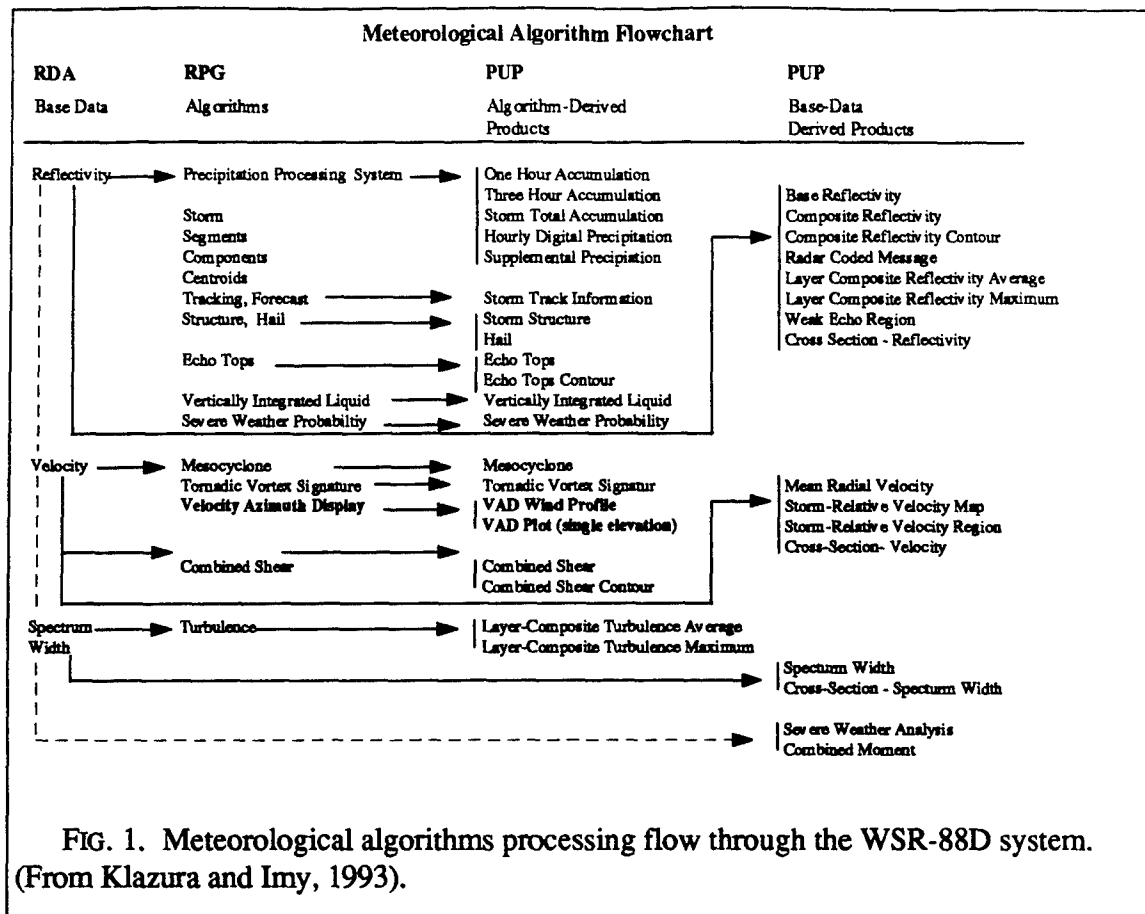 Meteorological Algorithm Flowchart
RDA RPG PUP PUP
Base Data Algorithms Algorithm-Derived Base-Data
Products Derived Products
Reflectivity Precipitation Processing System One Hour Accumulation
Three Hour Accumulation Base Reflectivity
Storm Storm Total Accumulation Composite Reflectivity
Segments Hourly Digital Precipitation Composite Reflectivity Contour
Components Supplemental Precipiation Radar Coded Message
Centroids Layer Composite Reflectivity Average
Tracking, Forecast Storm Track Information Layer Composite Reflectivity Maximum
Structure, Hail Storm Structure Weak Echo Region
Hail Cross Section - Reflectivity
Echo Tops Echo Tops
Echo Tops Contour
Vertically Integrated Liquid Vertically Integrated Liquid
Severe Weather Probabiltiy Severe Weather Probability
Velocity Mesocyclone Mesocyclone
Tornadic Vortex Signature Tornadic Vortex Signatur Mean Radial Velocity
Velocity Azimuth Display VAD Wind Profile Storm-Relative Velocity Map
VAD Plot (single elevation) Storm-Relative Velocity Region
Cross-Section- Velocity
Combined Shear Combined Shear
Combined Shear Contour
Spectrum Turbulence Layer-Composite Turbulence Average
Width Layer-Composite Turbulence Maximum
Specturm Width
Cross-Section - Specturm Width
Severe Weather Analysis
Combined Moment
FIG. 1. Meteorological algorithms processing flow through the WSR-88D system.
(From Klazura and Imy, 1993).